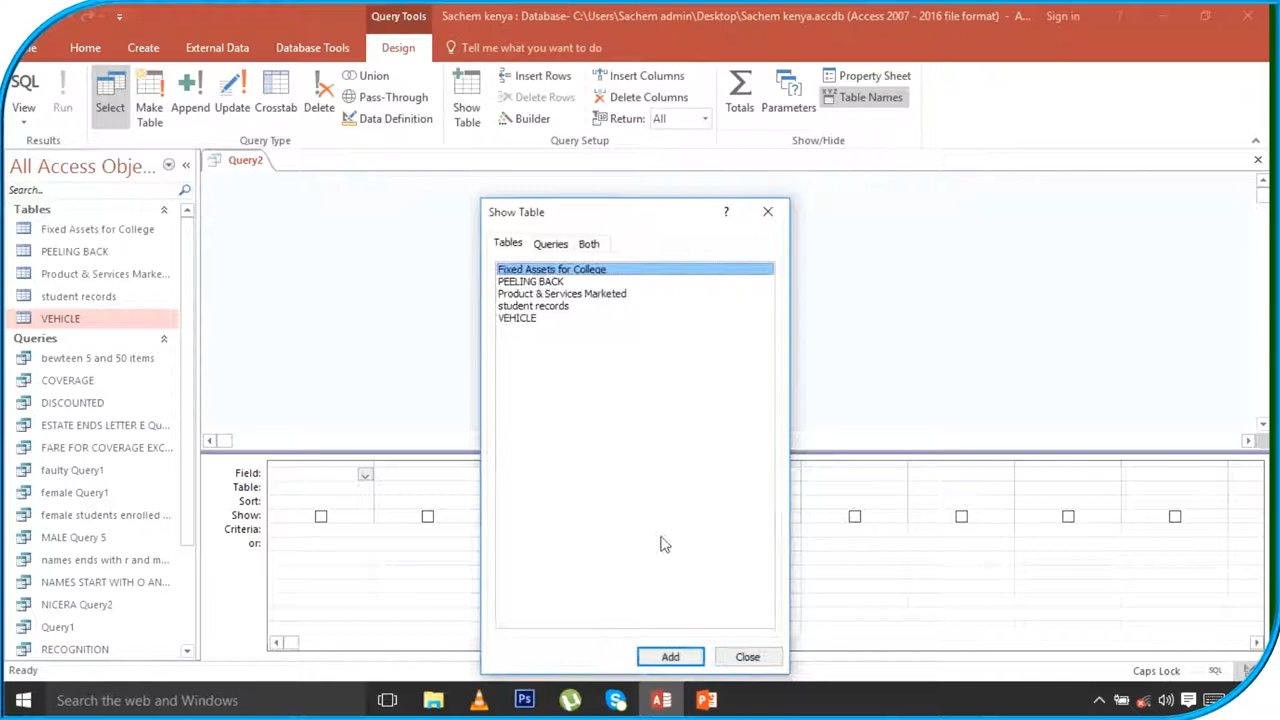 Query Tools
Sachem kenya : Database- C:\Users\Sachem admin\Desktop\Sachem kenya.accdb (Access 2007 - 2016 file format) - A...
Sign in
?
Home
Create
External Data
Database Tools
Design
Tell me what you want to do
SQL
View
Run
Select
Make Table
Append
Update
Crosstab
Delete
Union
Pass-Through
Data Definition
Show Table
Insert Rows
Delete Rows
Builder
Insert Columns
Delete Columns
Return: All
Totals
Parameters
Property Sheet
XYZ Table Names
Results
Query Type
Query Setup
Show/Hide
All Access Obje...
Search...
Tables
Fixed Assets for College
PEELING BACK
Product & Services Marke...
student records
VEHICLE
Queries
bewteen 5 and 50 items
COVERAGE
DISCOUNTED
ESTATE ENDS LETTER E Qu...
FARE FOR COVERAGE EXC...
faulty Query1
female Query1
female students enrolled ...
MALE Query 5
names ends with r and m...
NAMES START WITH O AN...
NICERA Query2
Query1
RECOGNITION
Query2
Show Table
?
Tables
Queries
Both
Fixed Assets for College
PEELING BACK
Product & Services Marketed
student records
VEHICLE
Add
Close
Field:
Table:
Sort:
Show:
Criteria:
or:
Ready
Caps Lock
SQL
Search the web and Windows
Ps